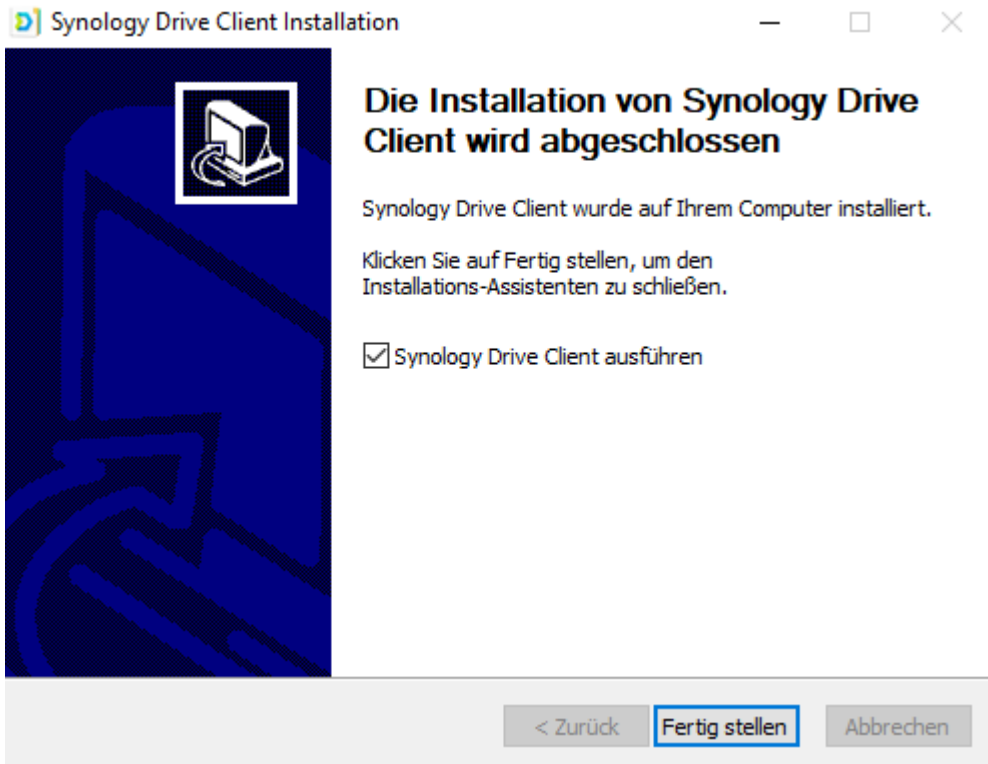 Synology Drive Client Installation
Die Installation von Synology Drive
Client wird abgeschlossen
Synology Drive Client wurde auf Ihrem Computer installiert.
Klicken Sie auf Fertig stellen, um den
Installations-Assistenten zu schließen.
Synology Drive Client ausführen
< Zurück Fertig stellen Abbrechen